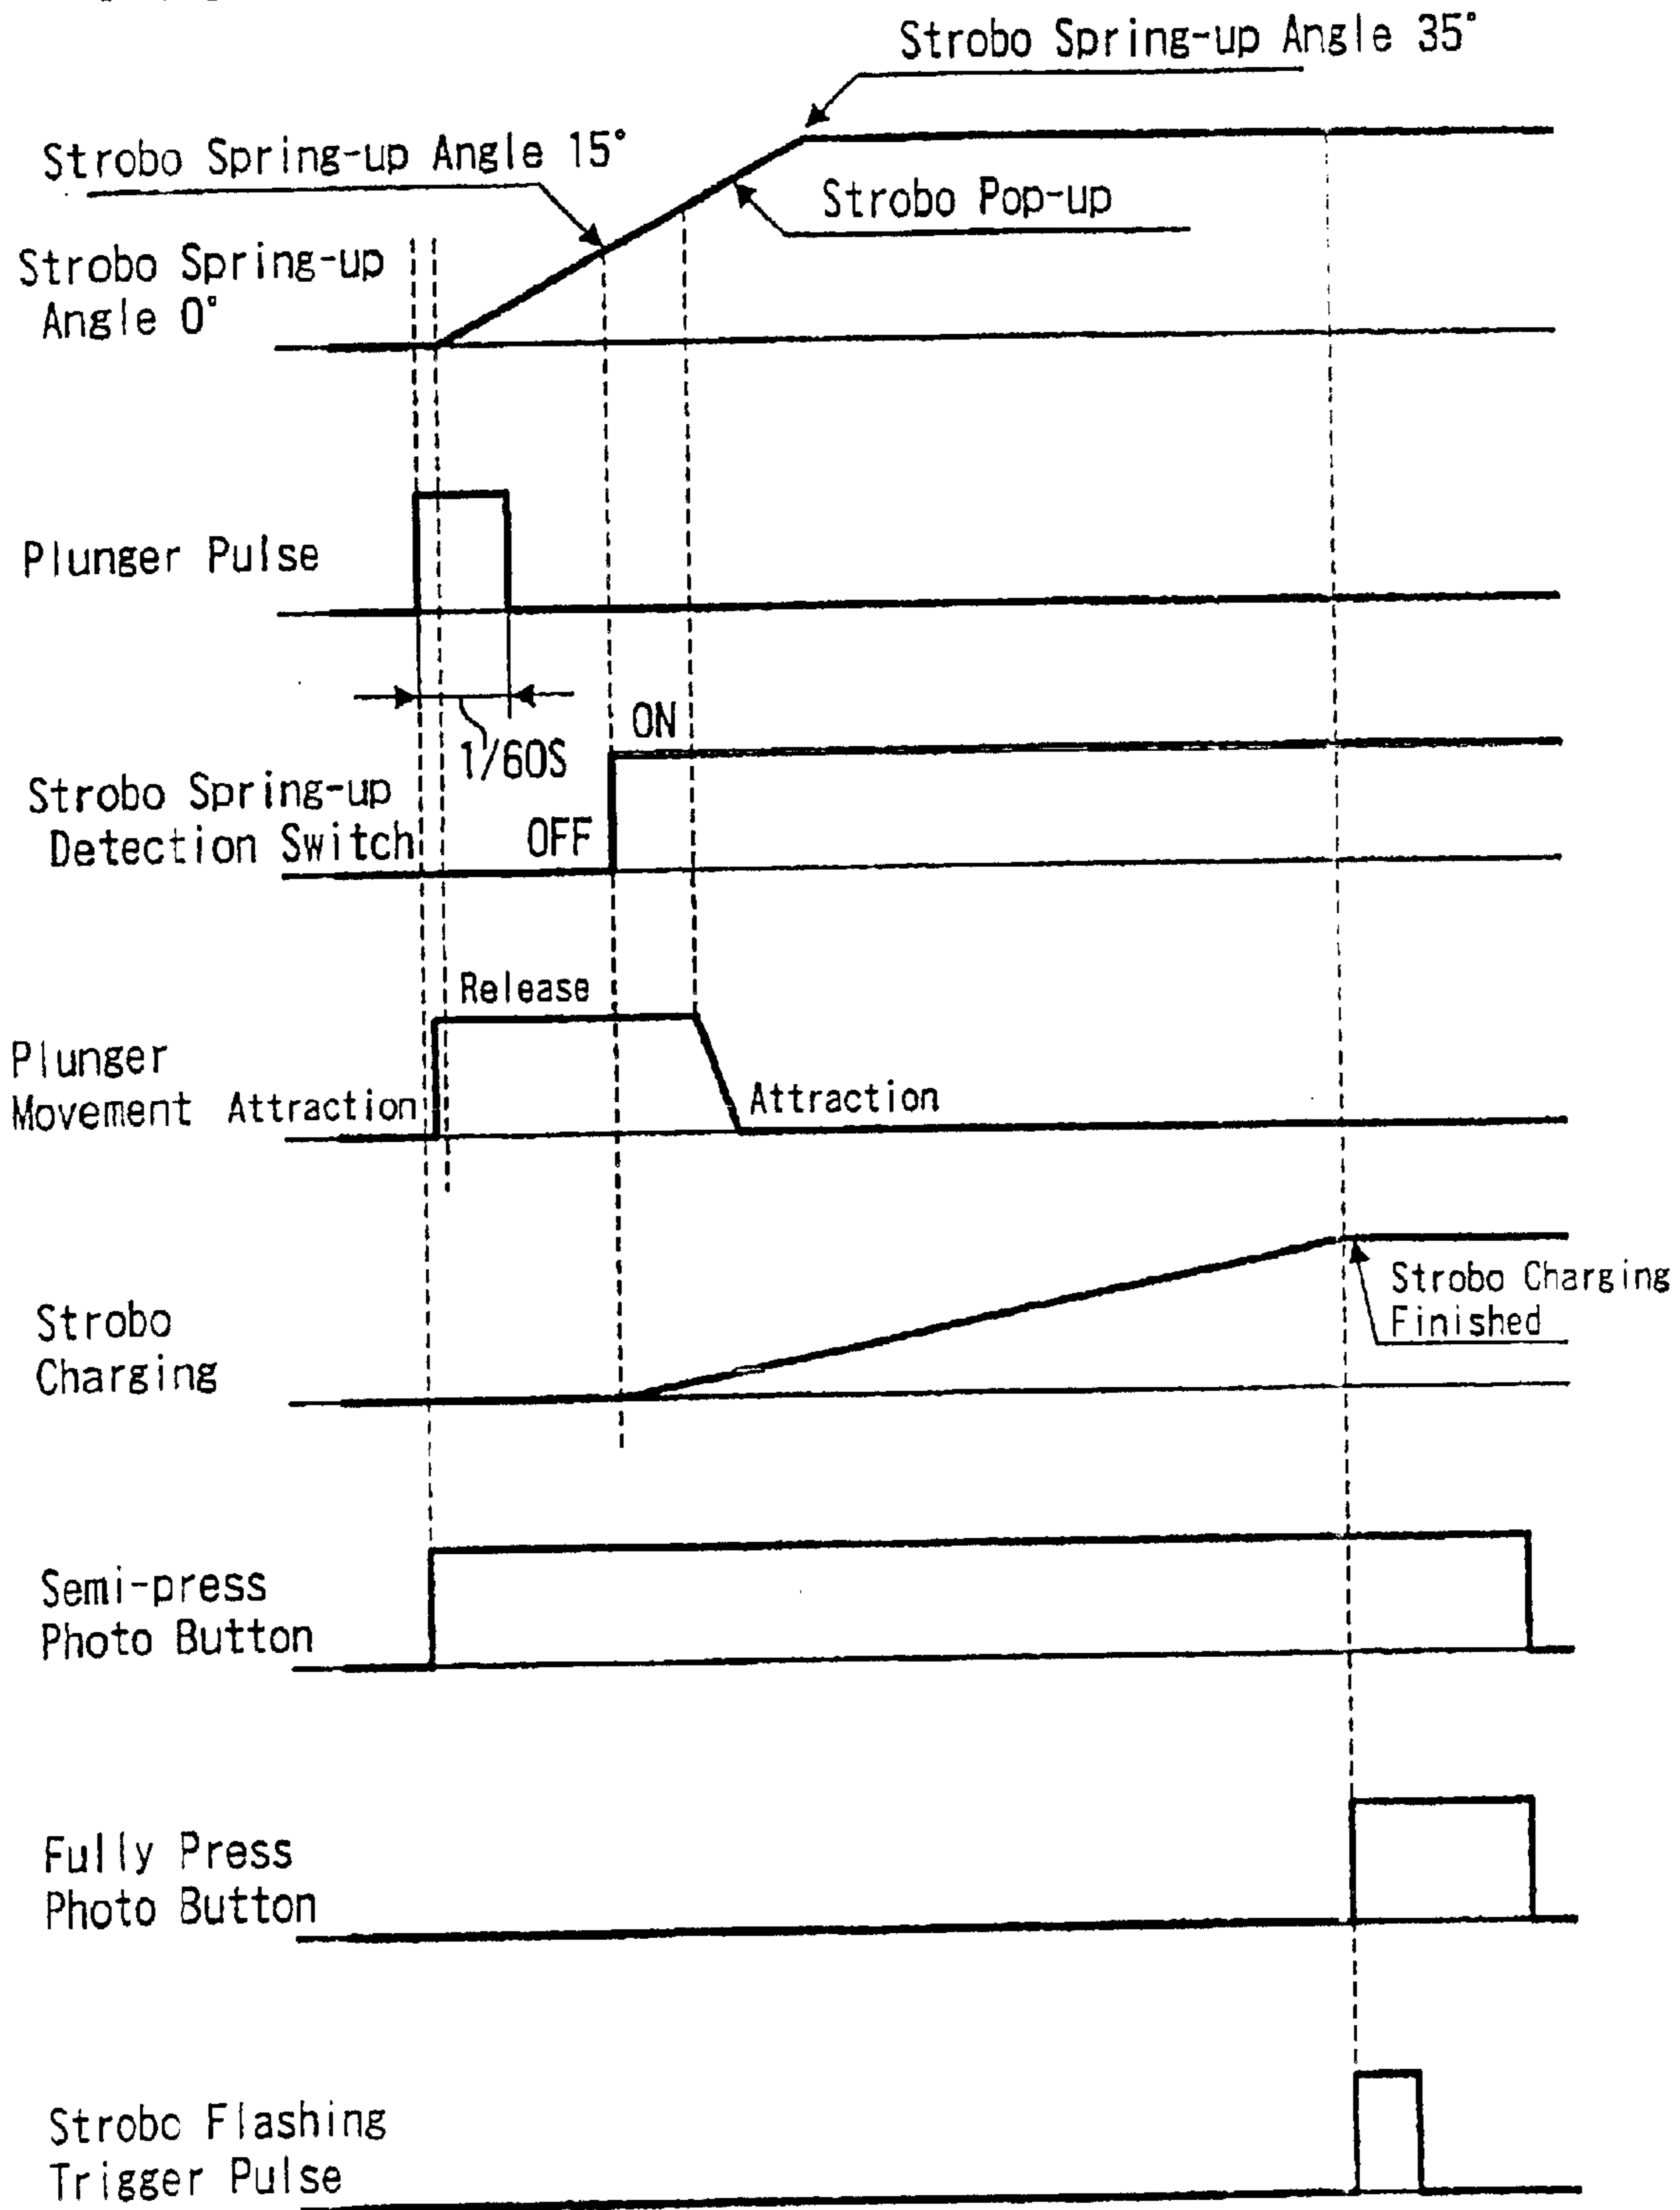 Strobo Spring-up Angle 35°
Strobo Spring-up Angle 15°
Strobo Pop-up
Strobo Spring-up
Angle 0°
Plunger Pulse
1/60S
ON
Strobo Spring-up
Detection Switch
OFF
Release
Plunger
Movement Attraction
Attraction
Strobo Charging
Finished
Strobo
Charging
Semi-press
Photo Button
Fully Press
Photo Button
Strobo Flashing
Trigger Pulse